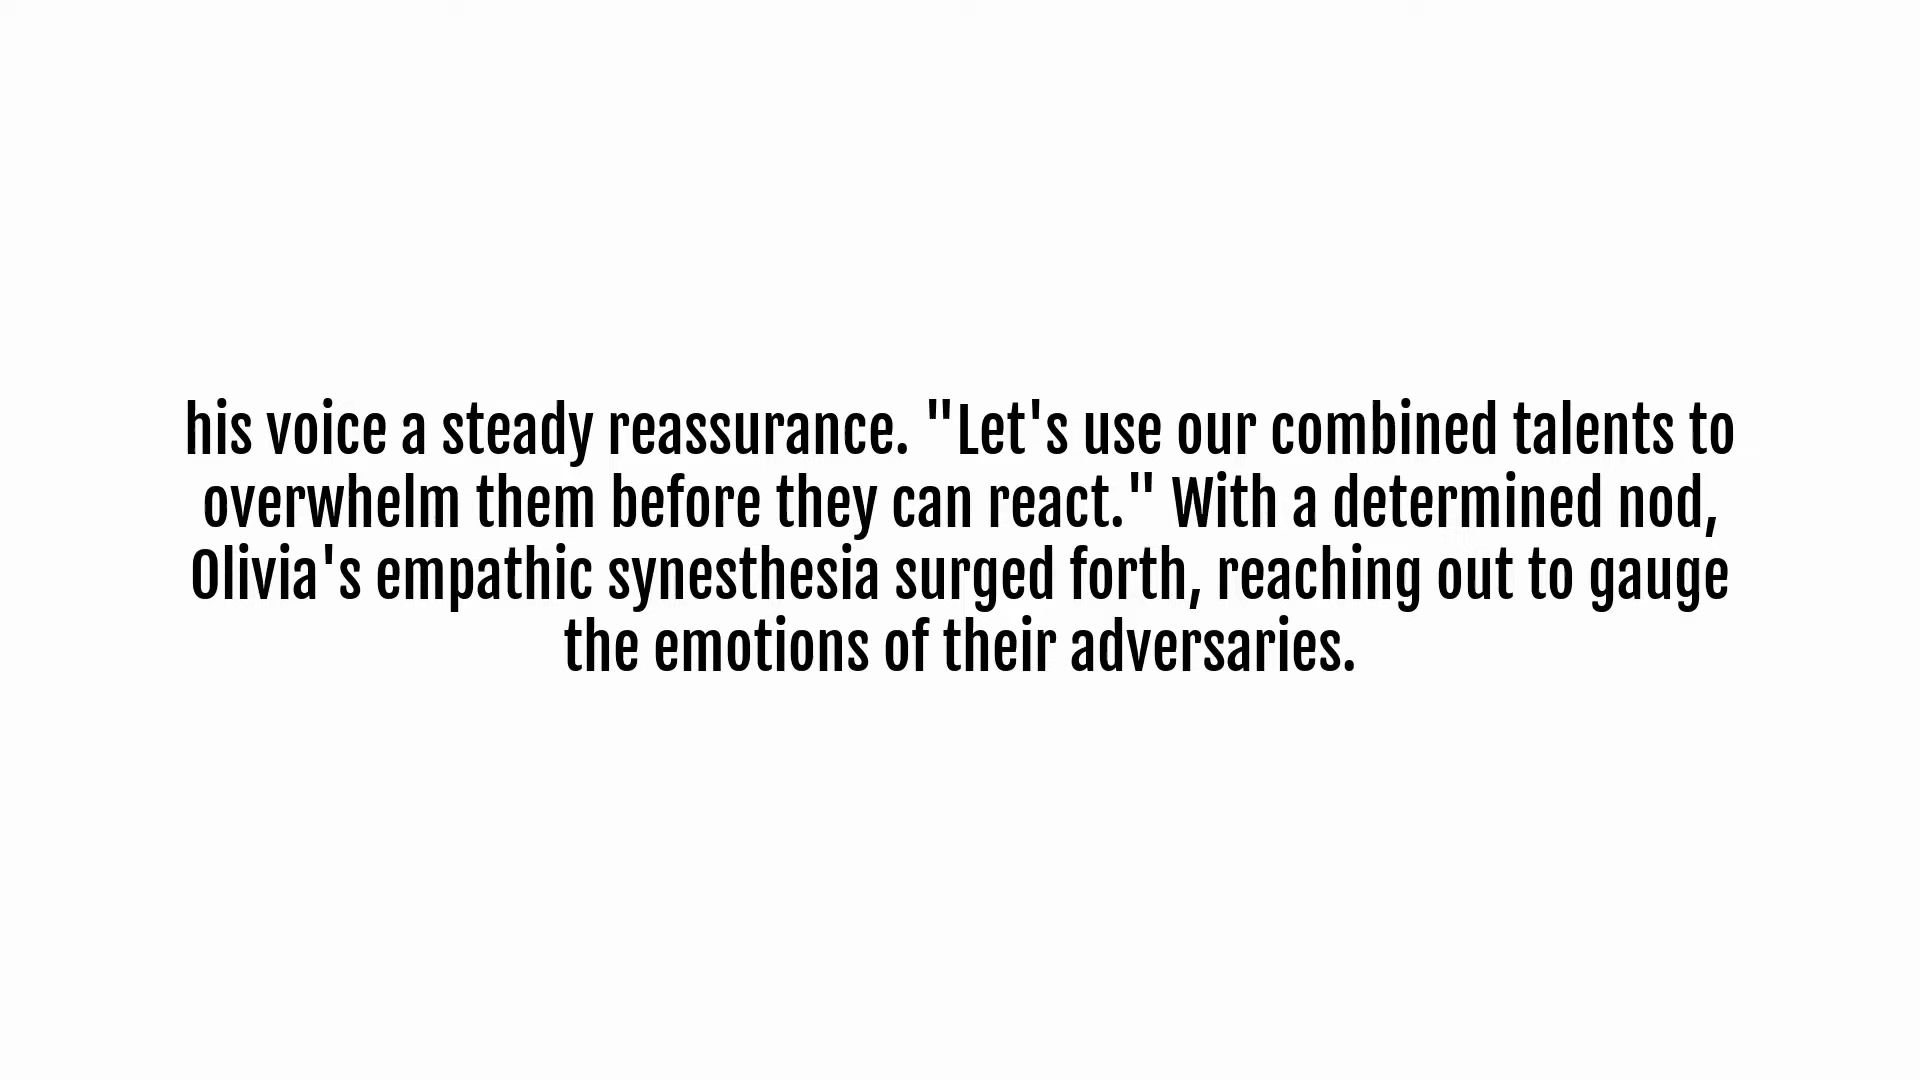 his voice a steady reassurance. "Let's use our combined talents to
overwhelm them before they can react." With a determined nod,
Olivia's empathic synesthesia surged forth, reaching out to gauge
the emotions of their adversaries.